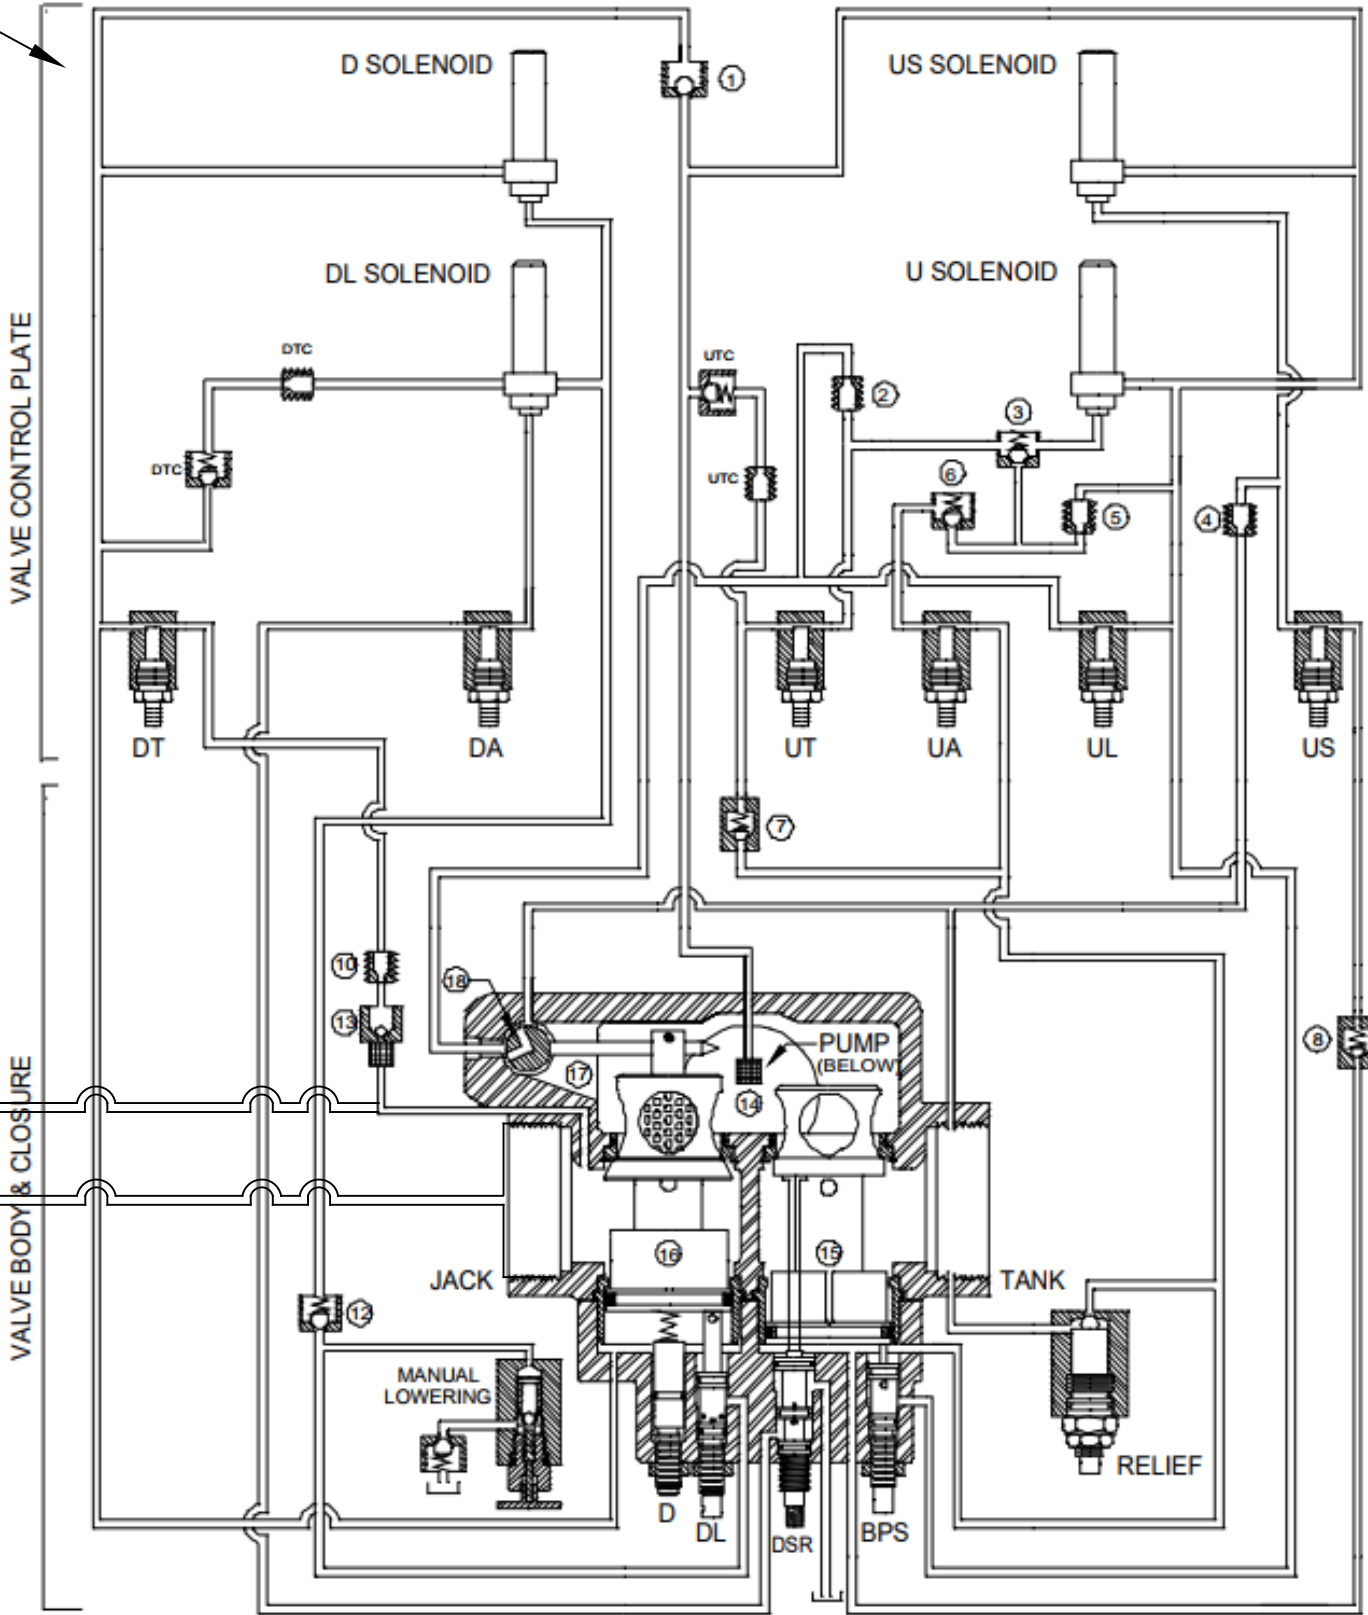 D SOLENOID
1
US SOLENOID
DL SOLENOID
U SOLENOID
VALVE CONTROL PLATE
DTC
UTC
2
3
DTC
UTC
6
5
4
DT
DA
UT
UA
UL
US
7
10
18
13
8
PUMP
(BELOW)
17
14
VALVE BODY & CLOSURE
16
15
JACK
TANK
12
MANUAL
LOWERING
RELIEF
D
DL
DSR
BPS